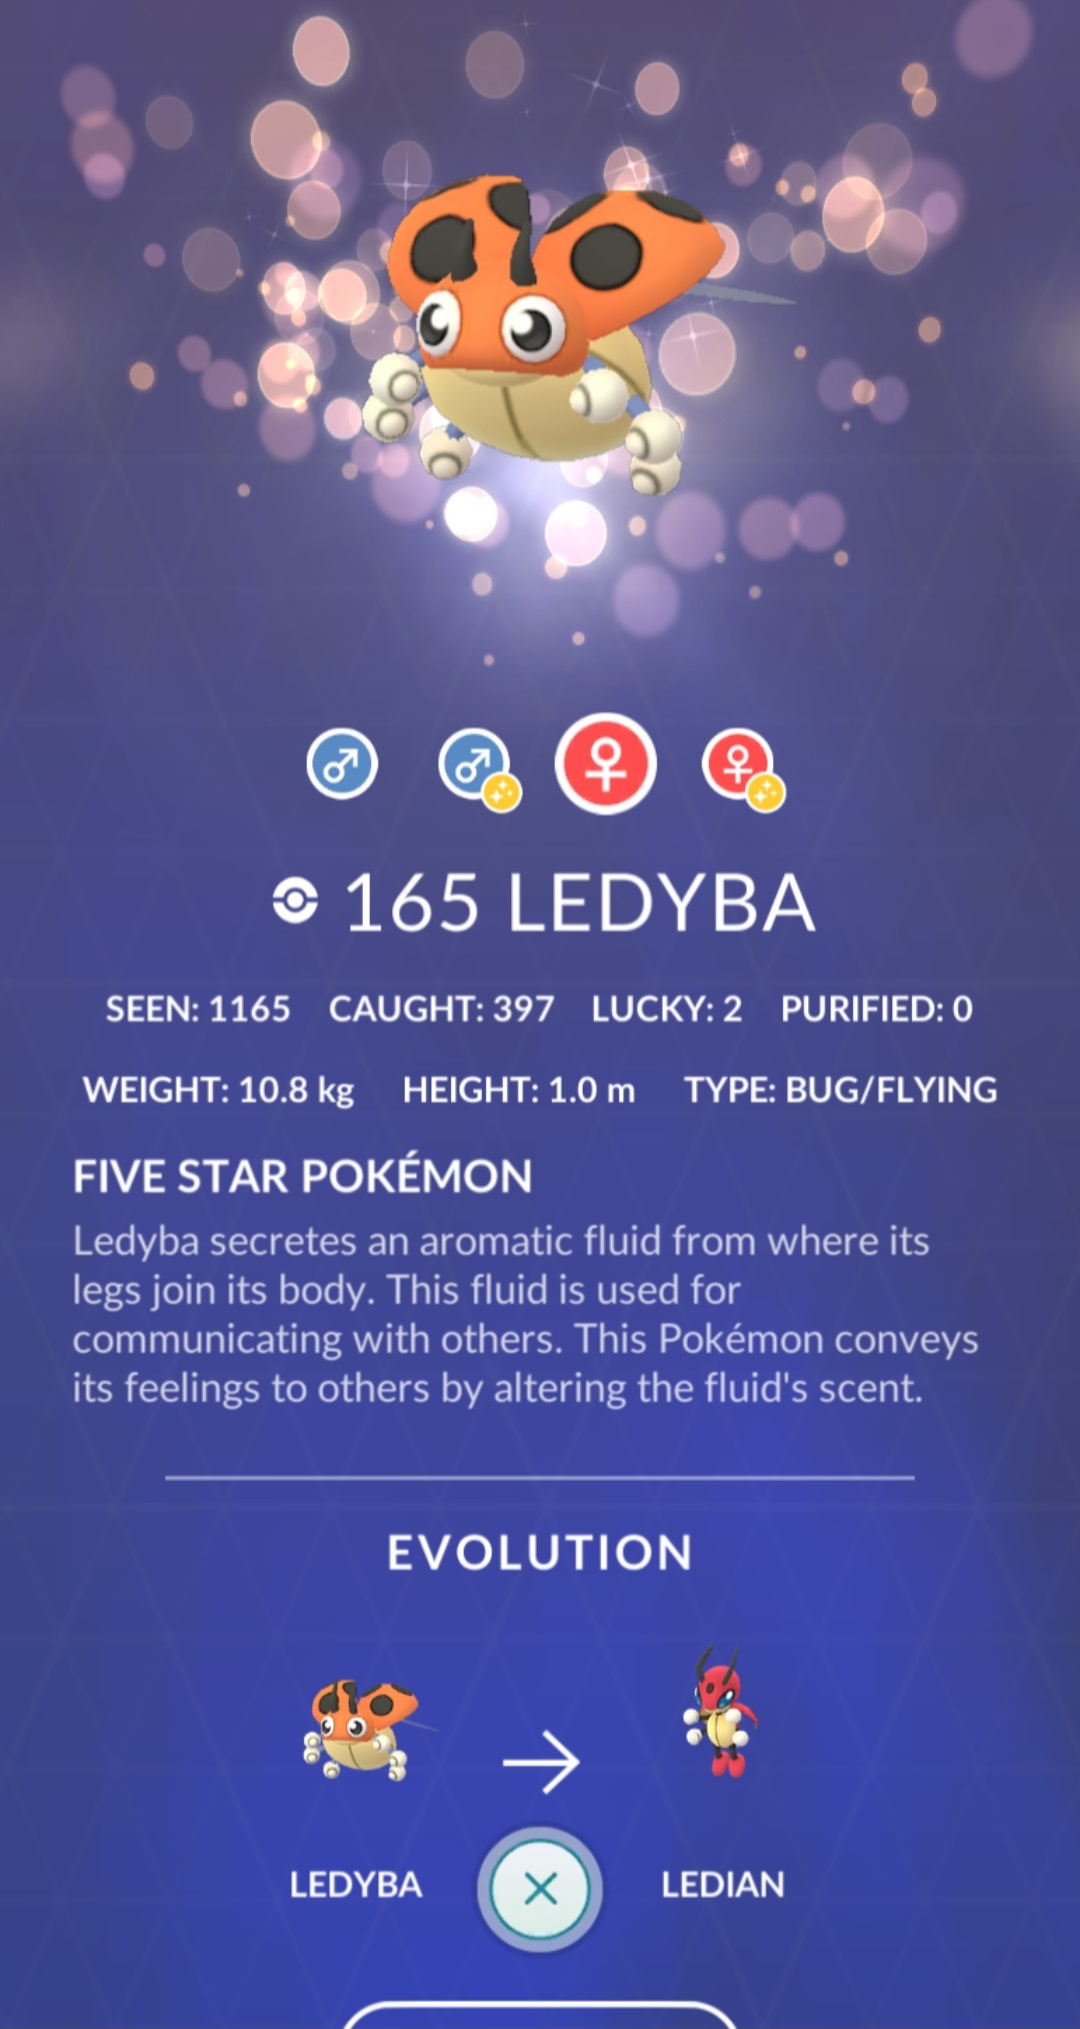 165 LEDYBA
SEEN: 1165 CAUGHT: 397 LUCKY: 2 PURIFIED: 0
WEIGHT: 10.8 kg HEIGHT: 1.0 m TYPE: BUG/FLYING
FIVE STAR POKÉMON
Ledyba secretes an aromatic fluid from where its
legs join its body. This fluid is used for
communicating with others. This Pokémon conveys
its feelings to others by altering the fluid's scent.
EVOLUTION
LEDYBA LEDIAN